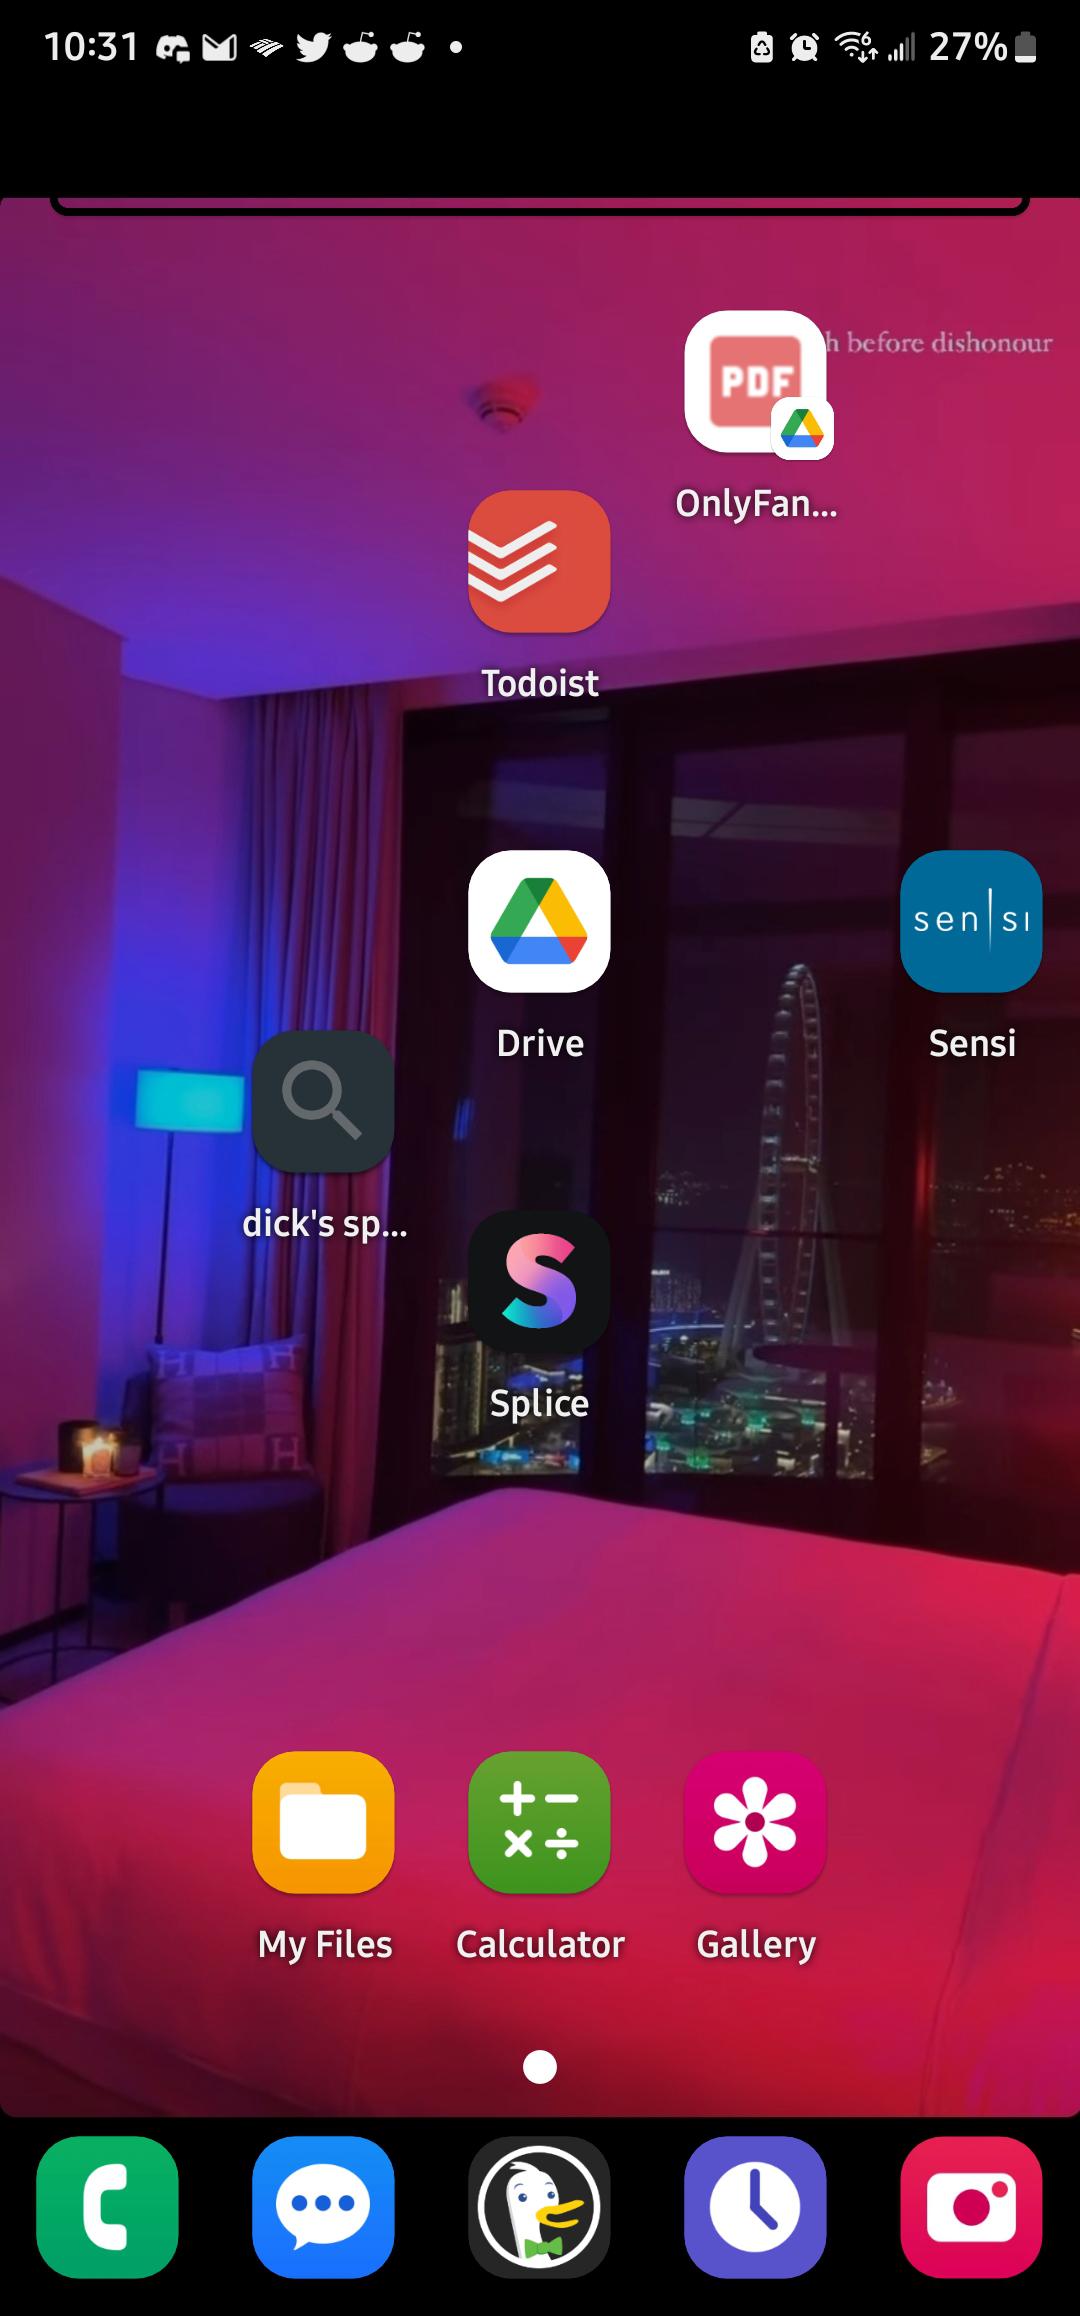 10:31
27%
h before dishonour
PDF
OnlyFan...
Todoist
sen|si
Drive
Sensi
dick's sp...
Splice
My Files
Calculator
Gallery